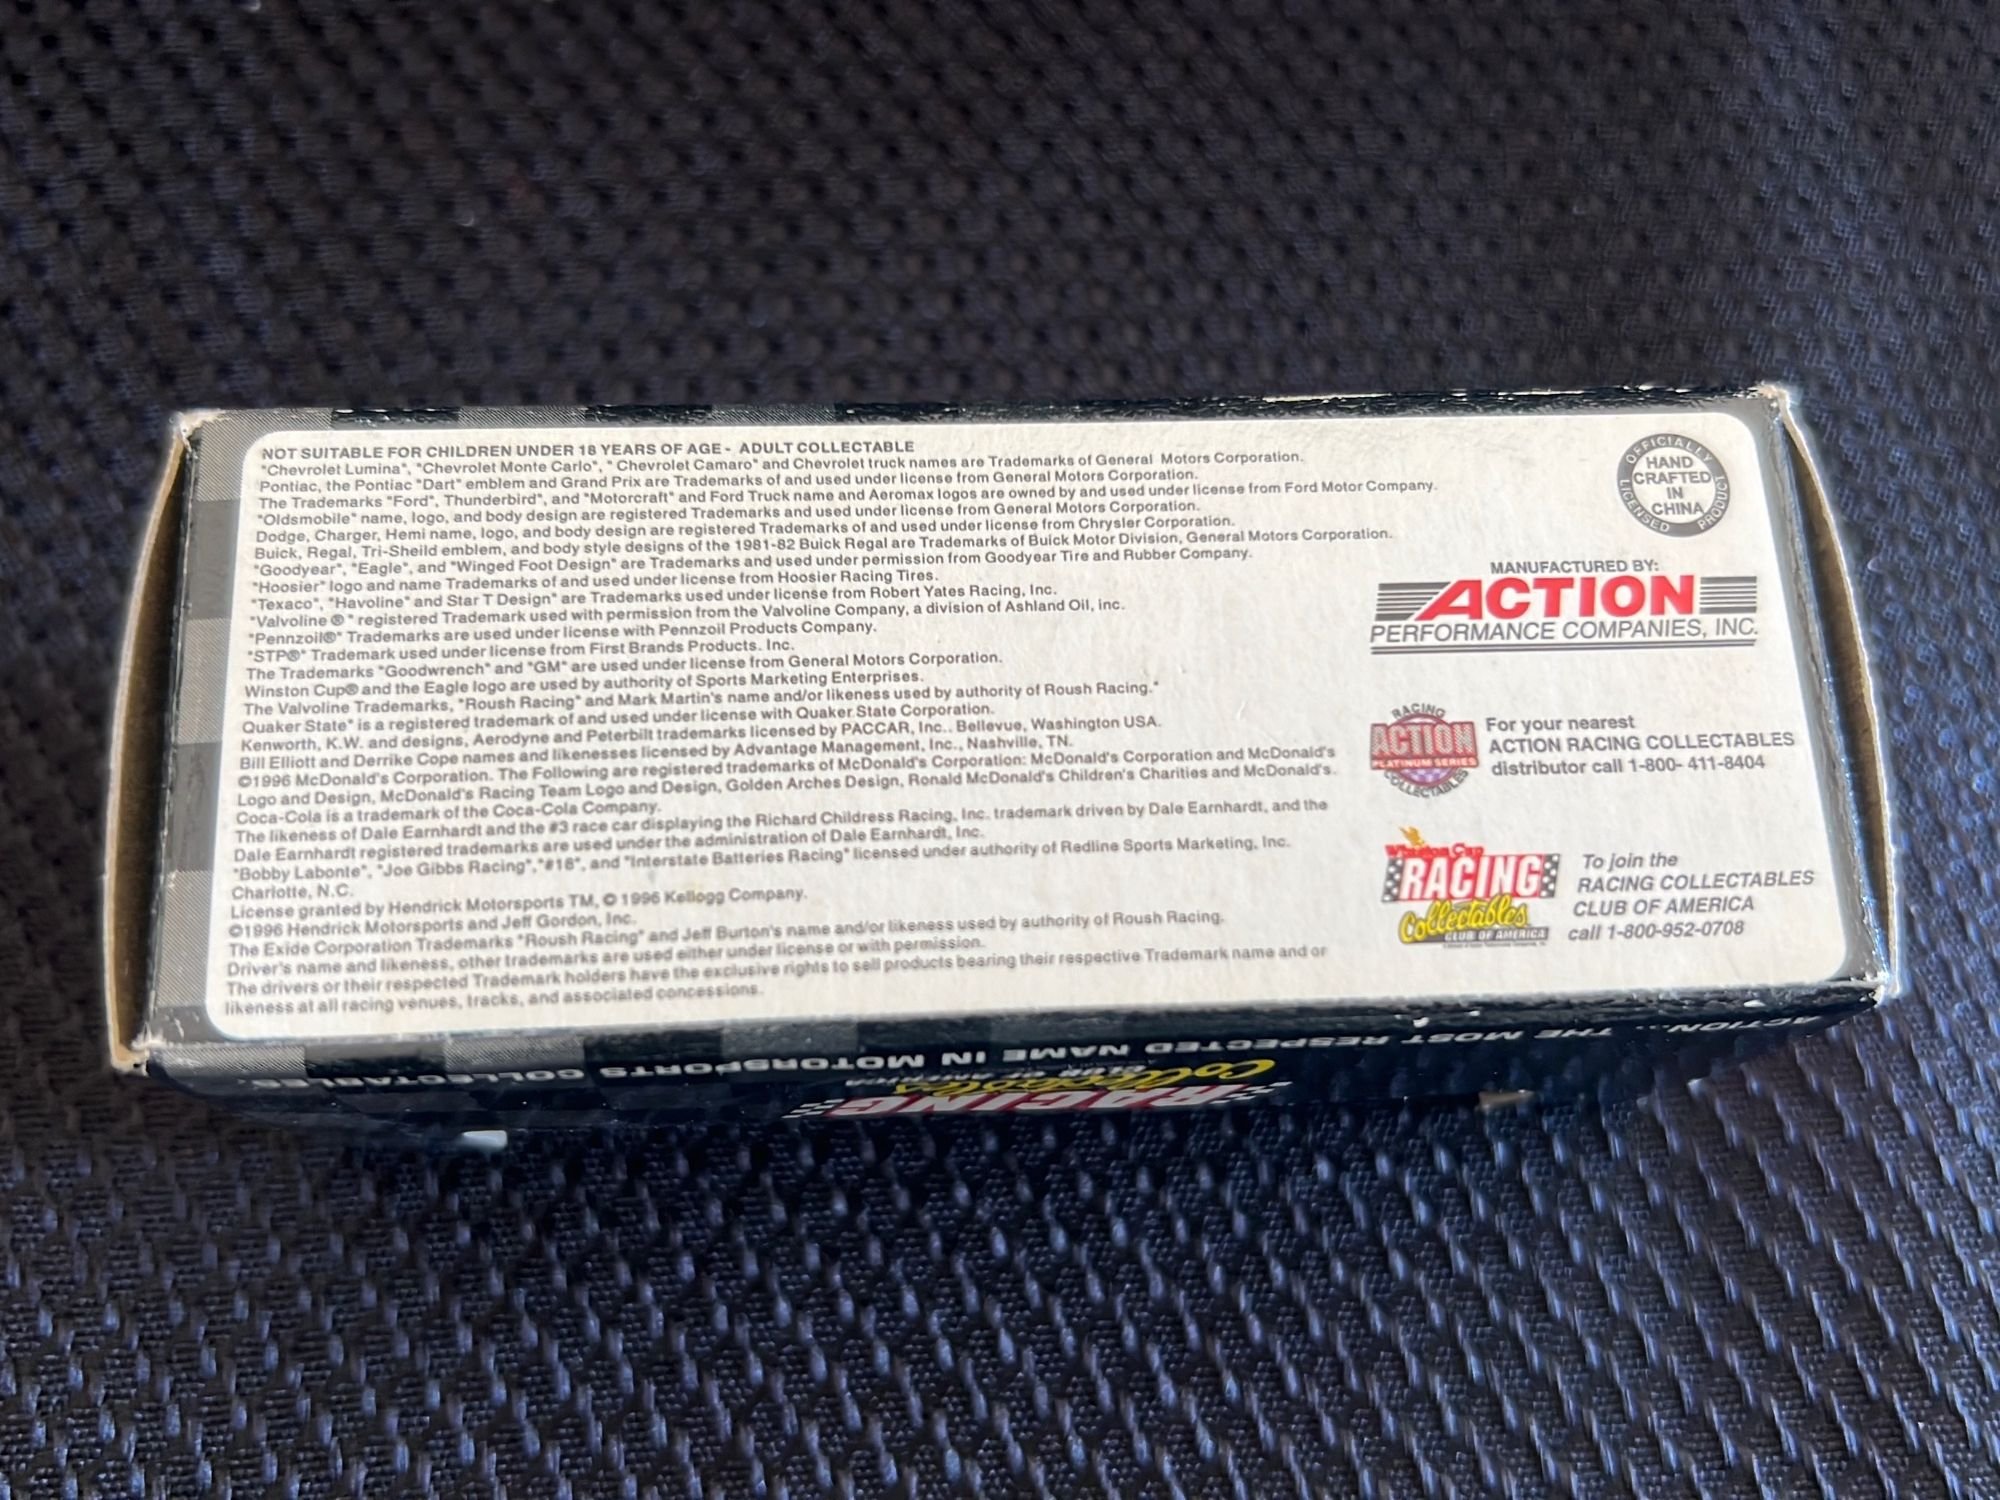 NOT SUITABLE FOR CHILDREN UNDER 18 YEARS OF AGE - ADULT COLLECTABLE
"Chevrolet Lumina", "Chevrolet Monte Carlo", " Chevrolet Camaro" and Chevrolet truck names are Trademarks of General Motors Corporation.
Pontiac, the Pontiac "Dart" emblem and Grand Prix are Trademarks of and used under license from General Motors Corporation.
The Trademarks "Ford", Thunderbird", and "Motorcraft" and Ford Truck name and Aeromax logos are owned by and used under license from Ford Motor Company.
"Oldsmobile" name, logo, and body design are registered Trademarks and used under license from General Motors Corporation.
Dodge, Charger, Hemi name, logo, and body design are registered Trademarks of and used under license from Chrysler Corporation.
Buick, Regal, Tri-Sheild emblem, and body style designs of the 1981-82 Buick Regal are Trademarks of Buick Motor Division, General Motors Corporation.
"Goodyear", "Eagle", and "Winged Foot Design" are Trademarks and used under permission from Goodyear Tire and Rubber Company.
"Hoosier" logo and name Trademarks of and used under license from Hoosier Racing Tires.
"Texaco", "Havoline" and Star T Design" are Trademarks used under license from Robert Yates Racing, Inc.
"Valvoline ® " registered Trademark used with permission from the Valvoline Company, a division of Ashland Oil, inc.
"Pennzoil®" Trademarks are used under license with Pennzoil Products Company.
"STP®" Trademark used under license from First Brands Products. Inc.
The Trademarks "Goodwrench" and "GM" are used under license from General Motors Corporation.
Winston Cup® and the Eagle logo are used by authority of Sports Marketing Enterprises.
The Valvoline Trademarks, "Roush Racing" and Mark Martin's name and/or likeness used by authority of Roush Racing."
Quaker State" is a registered trademark of and used under license with Quaker State Corporation.
Kenworth, K.W. and designs, Aerodyne and Peterbilt trademarks licensed by PACCAR, Inc.. Bellevue, Washington USA.
Bill Elliott and Derrike Cope names and likenesses licensed by Advantage Management, Inc., Nashville, TN.
©1996 McDonald's Corporation. The Following are registered trademarks of McDonald's Corporation: McDonald's Corporation and McDonald's
Logo and Design, McDonald's Racing Team Logo and Design, Golden Arches Design, Ronald McDonald's Children's Charities and McDonald's.
Coca-Cola is a trademark of the Coca-Cola Company.
The likeness of Dale Earnhardt and the #3 race car displaying the Richard Childress Racing, Inc. trademark driven by Dale Earnhardt, and the
Dale Earnhardt registered trademarks are used under the administration of Dale Earnhardt, Inc.
"Bobby Labonte", "Joe Gibbs Racing","#18", and "Interstate Batteries Racing" licensed under authority of Redline Sports Marketing, Inc.
Charlotte, N.C.
License granted by Hendrick Motorsports TM, © 1996 Kellogg Company.
©1996 Hendrick Motorsports and Jeff Gordon, Inc.
The Exide Corporation Trademarks "Roush Racing" and Jeff Burton's name and/or likeness used by authority of Roush Racing.
Driver's name and likeness, other trademarks are used either under license or with permission.
The drivers or their respected Trademark holders have the exclusive rights to sell products bearing their respective Trademark name and or
likeness at all racing venues, tracks, and associated concessions.
OFFICIALLY LICENSED PRODUCT
HAND
CRAFTED
IN
CHINA
MANUFACTURED BY:
ACTION
PERFORMANCE COMPANIES, INC.
RACING
ACTION
PLATINUM SERIES
COLLECTABLES
For your nearest
ACTION RACING COLLECTABLES
distributor call 1-800- 411-8404
Winston Cup
RACING
Collectables
CLUB OF AMERICA
To join the
RACING COLLECTABLES
CLUB OF AMERICA
call 1-800-952-0708
ACTION... THE MOST RESPECTED NAME IN MOTORSPORTS COLLECTABLES.
RACING
Collectables
CLUB OF AMERICA